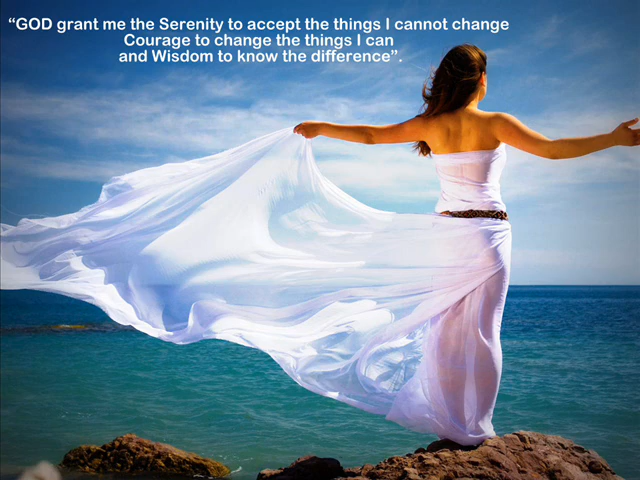 “GOD grant me the Serenity to accept the things I cannot change
Courage to change the things I can
and Wisdom to know the difference”.